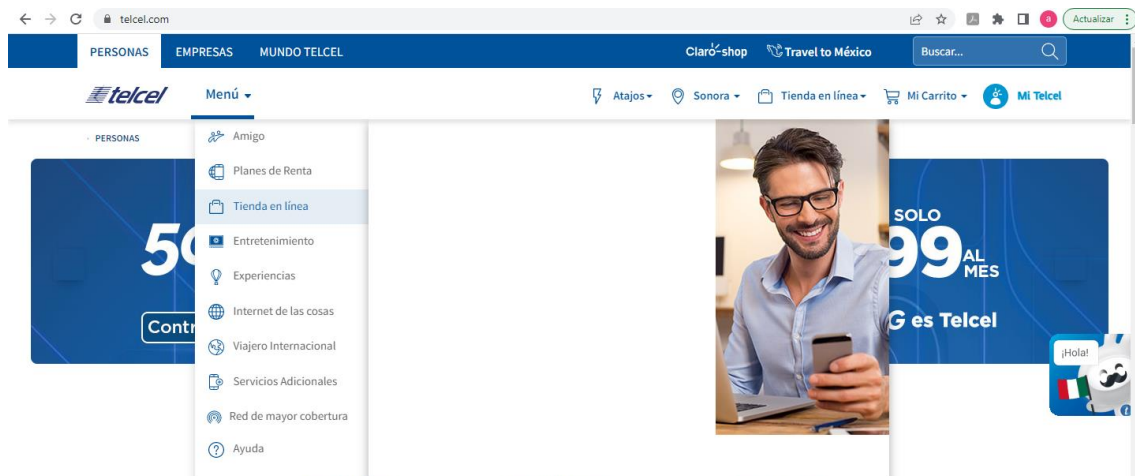 telcel.com
Actualizar
PERSONAS EMPRESAS MUNDO TELCEL Claro-shop Travel to México Buscar...
telcel Menú Atajos Sonora Tienda en línea Mi Carrito Mi Telcel
PERSONAS
Amigo
Planes de Renta
Tienda en línea
Entretenimiento
Experiencias
Internet de las cosas
Viajero Internacional
Servicios Adicionales
Red de mayor cobertura
Ayuda
SOLO
99 AL
MES
G es Telcel
¡Hola!